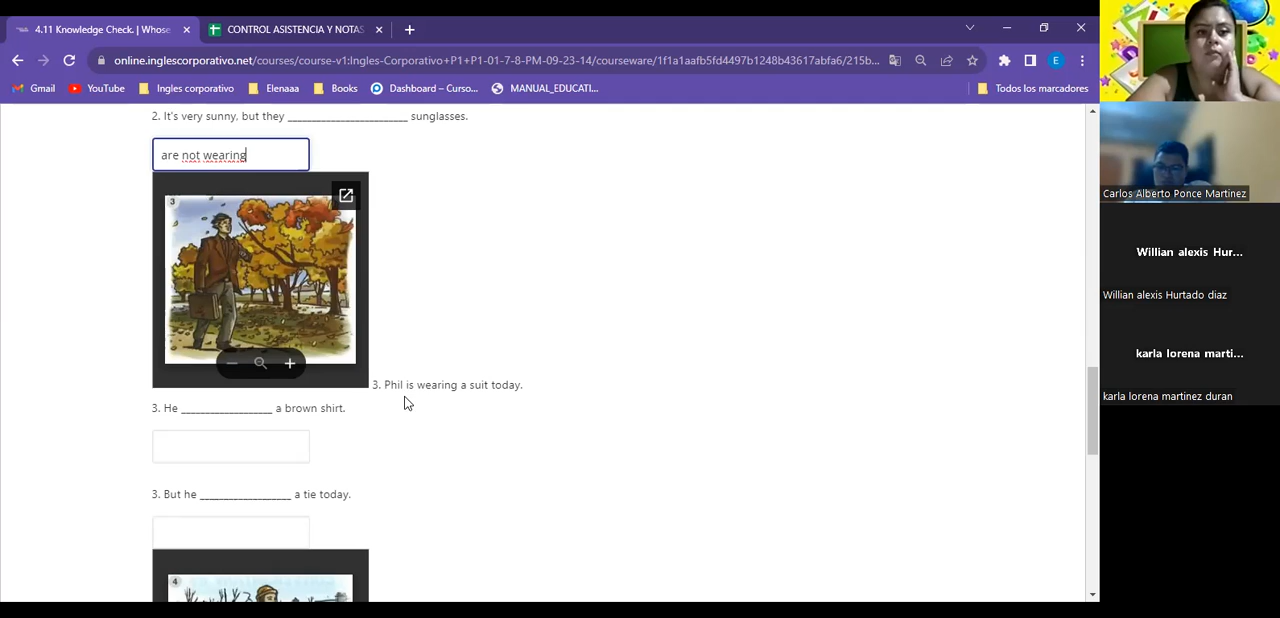 4.11 Knowledge Check. | Whose
CONTROL ASISTENCIA Y NOTAS
online.inglescorporativo.net/courses/course-v1:Ingles-Corporativo+P1+P1-01-7-8-PM-09-23-14/courseware/1f1a1aafb5fd4497b1248b43617abfa6/215b...
E
Gmail
YouTube
Ingles corporativo
Elenaaa
Books
Dashboard – Curso...
MANUAL_EDUCATI...
Todos los marcadores
2. It's very sunny, but they ________________________ sunglasses.
are not wearing
3
3. Phil is wearing a suit today.
3. He __________________ a brown shirt.
3. But he __________________ a tie today.
4
Carlos Alberto Ponce Martinez
Willian alexis Hur...
Willian alexis Hurtado diaz
karla lorena marti...
karla lorena martinez duran